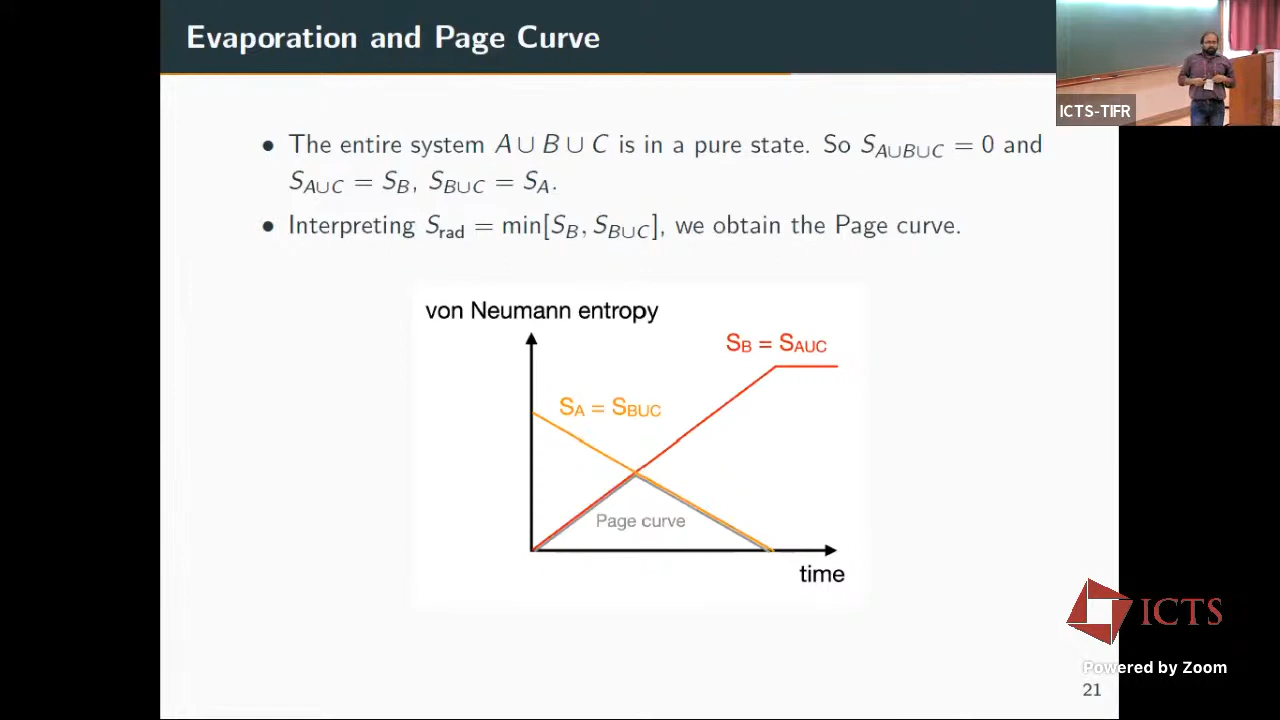 Evaporation and Page Curve
ICTS-TIFR
• The entire system A ∪ B ∪ C is in a pure state. So S_{A∪B∪C} = 0 and
S_{A∪C} = S_B, S_{B∪C} = S_A.
• Interpreting S_rad = min[S_B, S_{B∪C}], we obtain the Page curve.
von Neumann entropy
S_B = S_{AUC}
S_A = S_{BUC}
Page curve
time
ICTS
Powered by Zoom
21